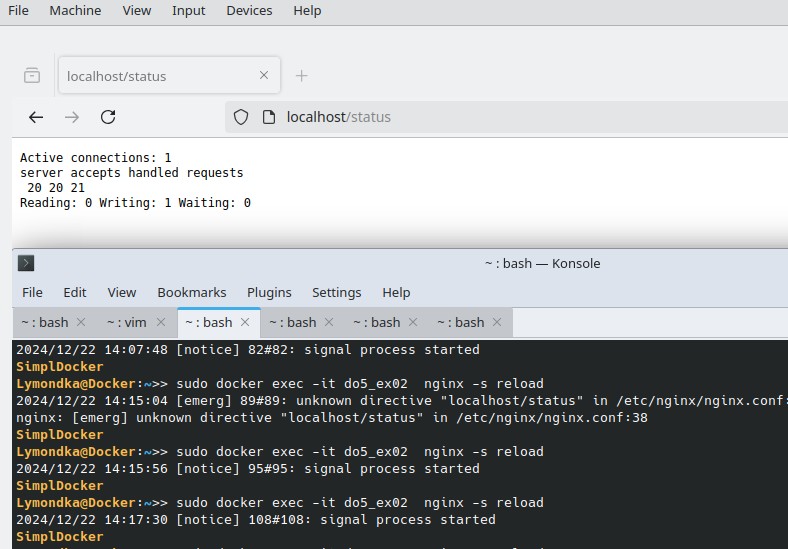 File Machine View Input Devices Help
localhost/status
localhost/status
Active connections: 1
server accepts handled requests
20 20 21
Reading: 0 Writing: 1 Waiting: 0
~ : bash — Konsole
File Edit View Bookmarks Plugins Settings Help
~ : bash ~ : vim ~ : bash ~ : bash ~ : bash ~ : bash
2024/12/22 14:07:48 [notice] 82#82: signal process started
SimplDocker
Lymondka@Docker:~>> sudo docker exec -it do5_ex02  nginx -s reload
2024/12/22 14:15:04 [emerg] 89#89: unknown directive "localhost/status" in /etc/nginx/nginx.conf:
nginx: [emerg] unknown directive "localhost/status" in /etc/nginx/nginx.conf:38
SimplDocker
Lymondka@Docker:~>> sudo docker exec -it do5_ex02  nginx -s reload
2024/12/22 14:15:56 [notice] 95#95: signal process started
SimplDocker
Lymondka@Docker:~>> sudo docker exec -it do5_ex02  nginx -s reload
2024/12/22 14:17:30 [notice] 108#108: signal process started
SimplDocker